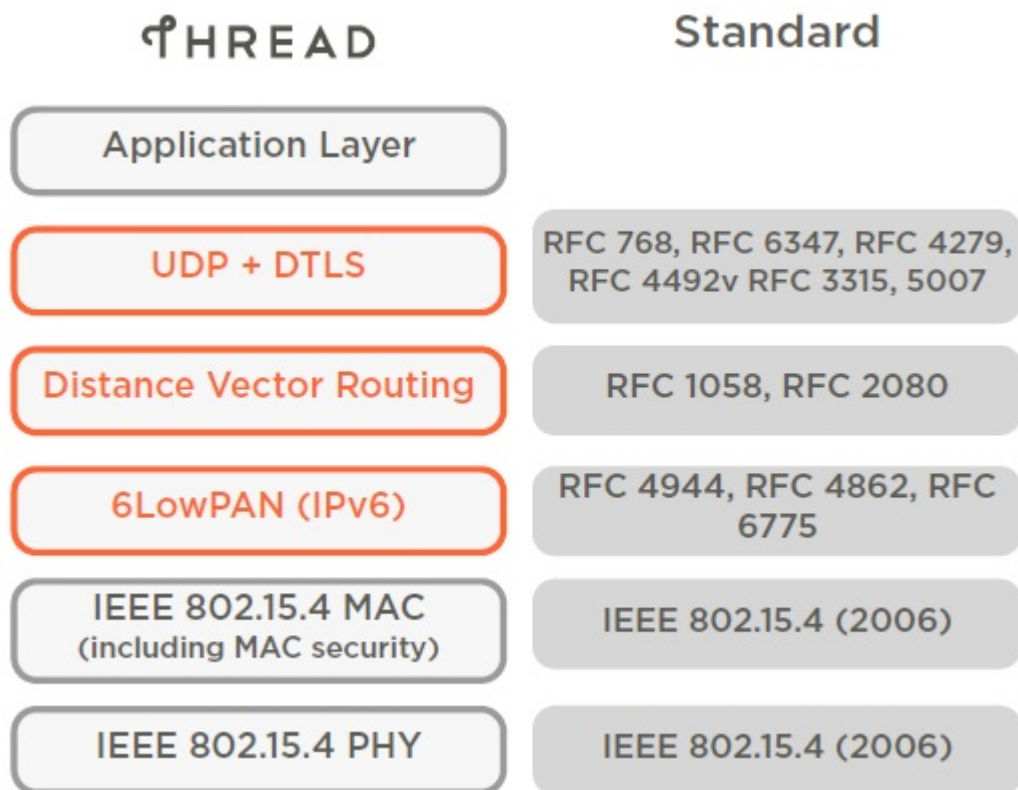 THREAD
Standard
Application Layer
UDP + DTLS
RFC 768, RFC 6347, RFC 4279,
RFC 4492v RFC 3315, 5007
Distance Vector Routing
RFC 1058, RFC 2080
6LowPAN (IPv6)
RFC 4944, RFC 4862, RFC
6775
IEEE 802.15.4 MAC
(including MAC security)
IEEE 802.15.4 (2006)
IEEE 802.15.4 PHY
IEEE 802.15.4 (2006)